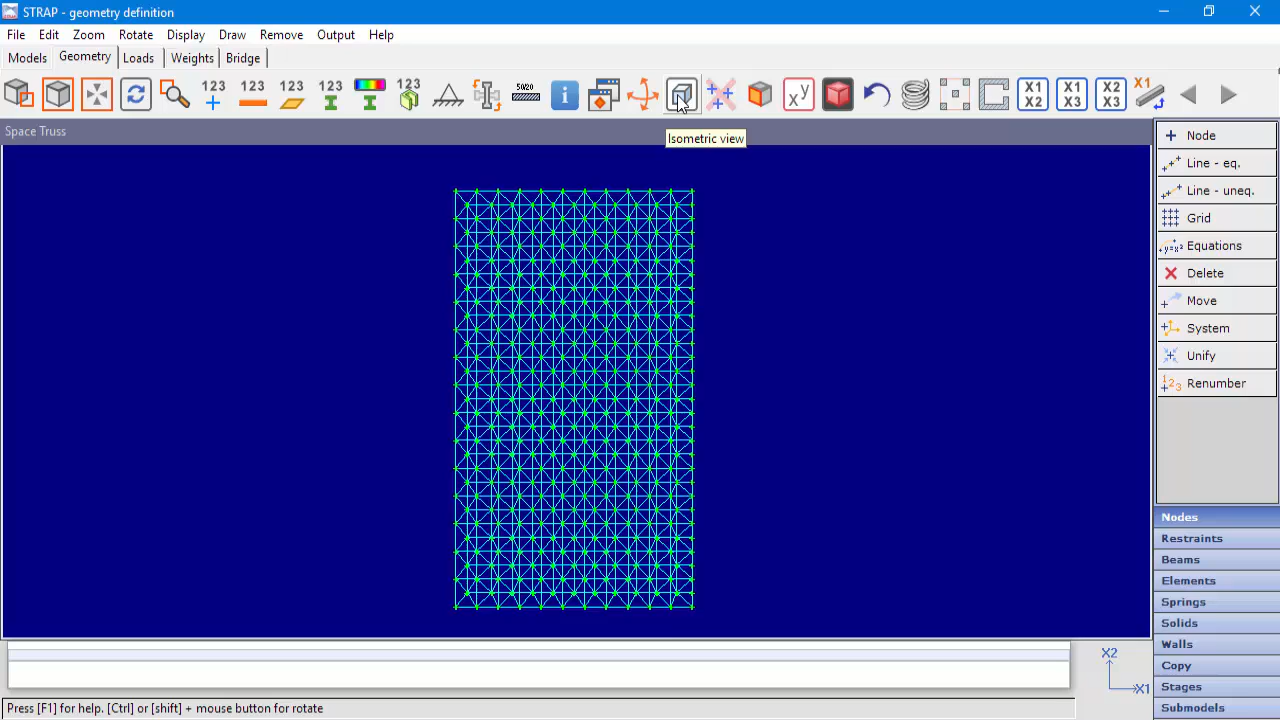 STRAP - geometry definition
File Edit Zoom Rotate Display Draw Remove Output Help
Models Geometry Loads Weights Bridge
123 123 123 123 123 50/20 i xy X1 X2 X1 X3 X2 X3 X1
Isometric view
Space Truss
Node
Line - eq.
Line - uneq.
Grid
Equations
Delete
Move
System
Unify
Renumber
Nodes
Restraints
Beams
Elements
Springs
Solids
Walls
Copy
Stages
Submodels
X2
X1
Press [F1] for help. [Ctrl] or [shift] + mouse button for rotate